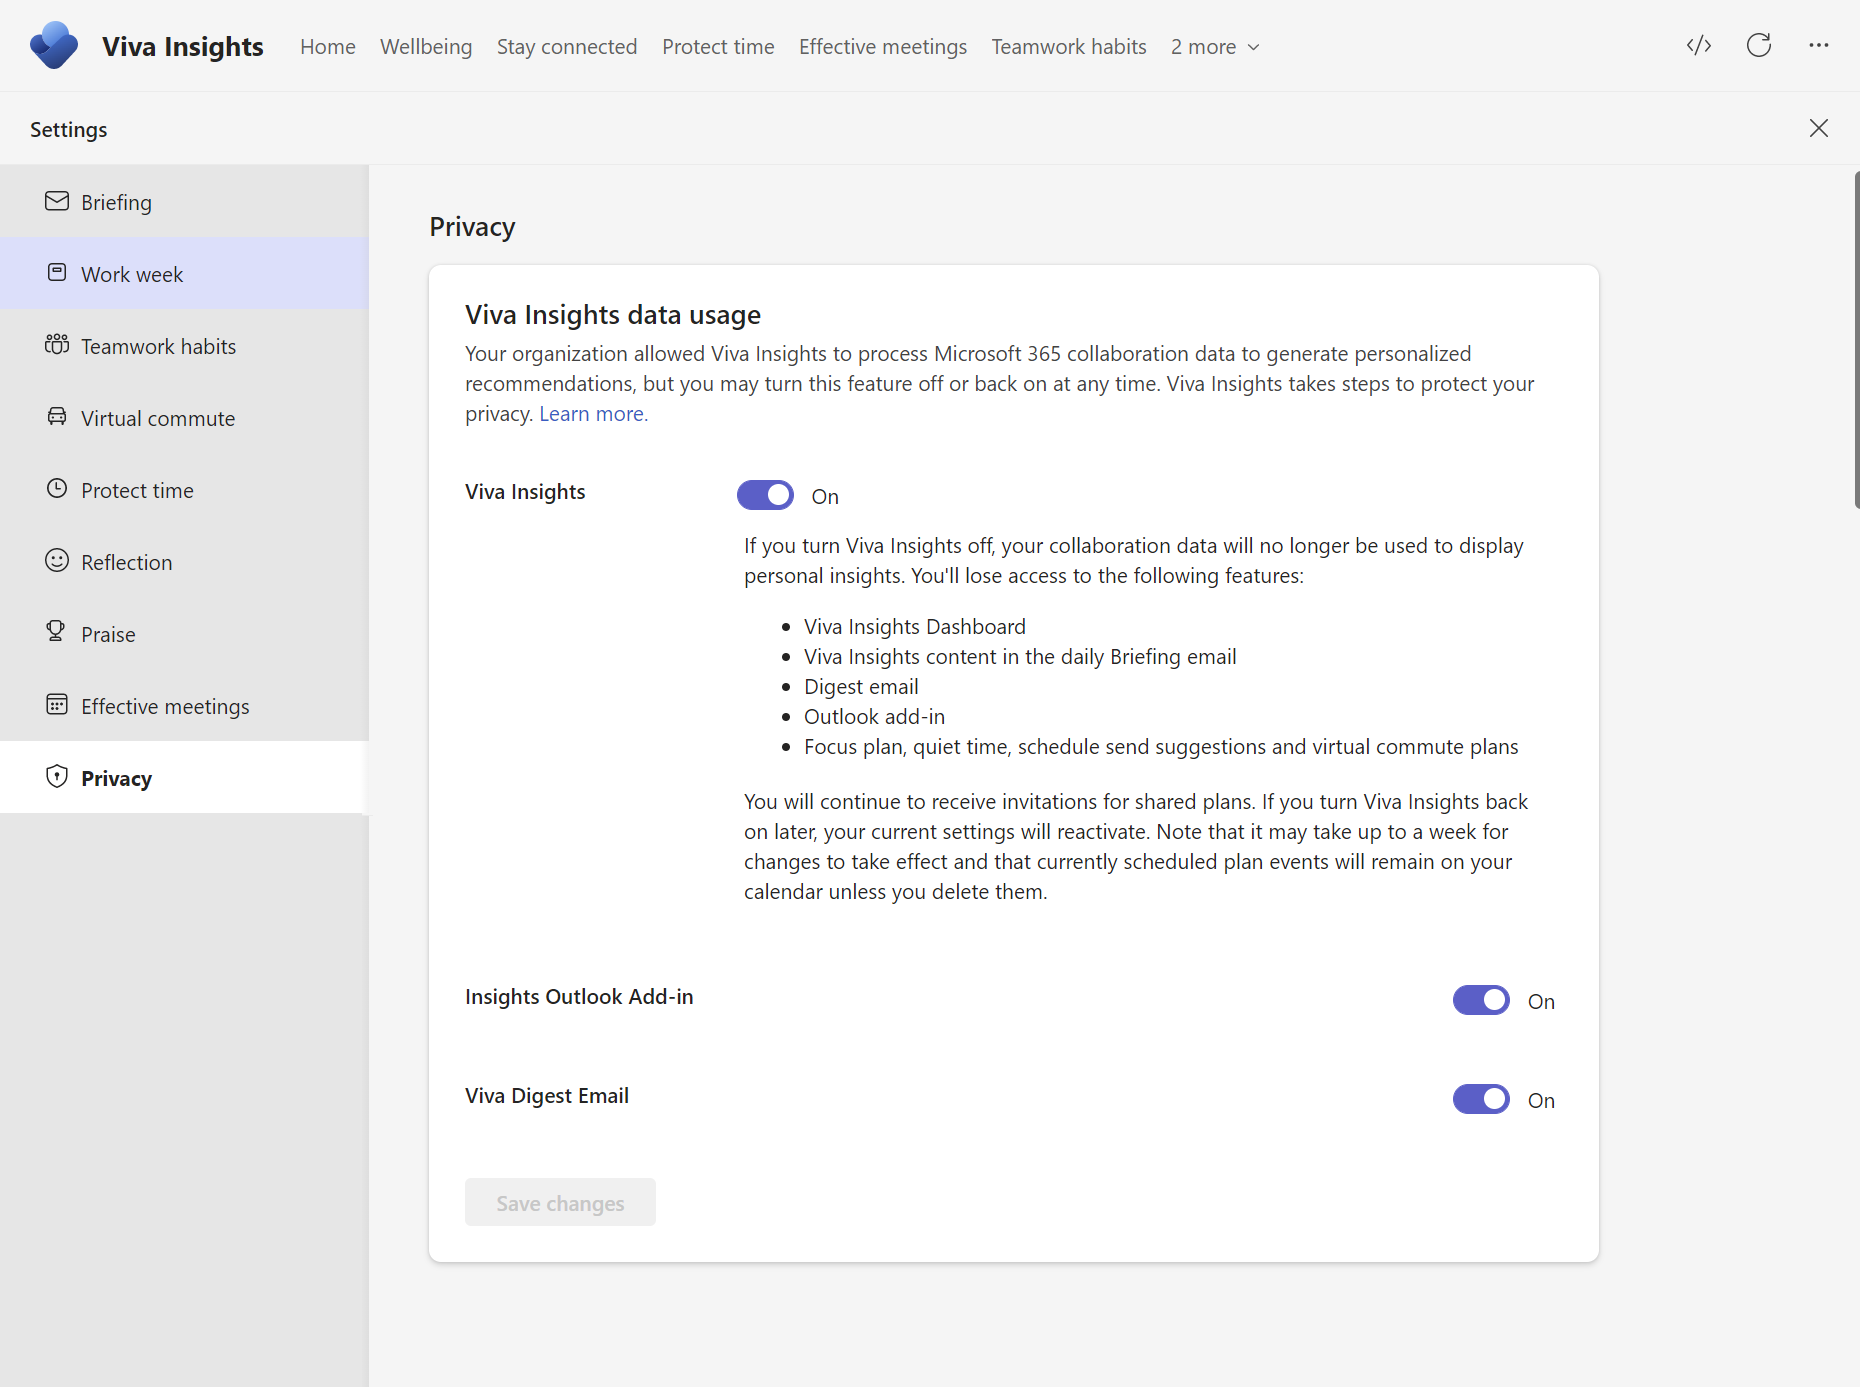 Viva Insights Home Wellbeing Stay connected Protect time Effective meetings Teamwork habits 2 more
Settings
Briefing
Work week
Teamwork habits
Virtual commute
Protect time
Reflection
Praise
Effective meetings
Privacy
Privacy
Viva Insights data usage
Your organization allowed Viva Insights to process Microsoft 365 collaboration data to generate personalized
recommendations, but you may turn this feature off or back on at any time. Viva Insights takes steps to protect your
privacy. Learn more.
Viva Insights On
If you turn Viva Insights off, your collaboration data will no longer be used to display
personal insights. You'll lose access to the following features:
• Viva Insights Dashboard
• Viva Insights content in the daily Briefing email
• Digest email
• Outlook add-in
• Focus plan, quiet time, schedule send suggestions and virtual commute plans
You will continue to receive invitations for shared plans. If you turn Viva Insights back
on later, your current settings will reactivate. Note that it may take up to a week for
changes to take effect and that currently scheduled plan events will remain on your
calendar unless you delete them.
Insights Outlook Add-in On
Viva Digest Email On
Save changes